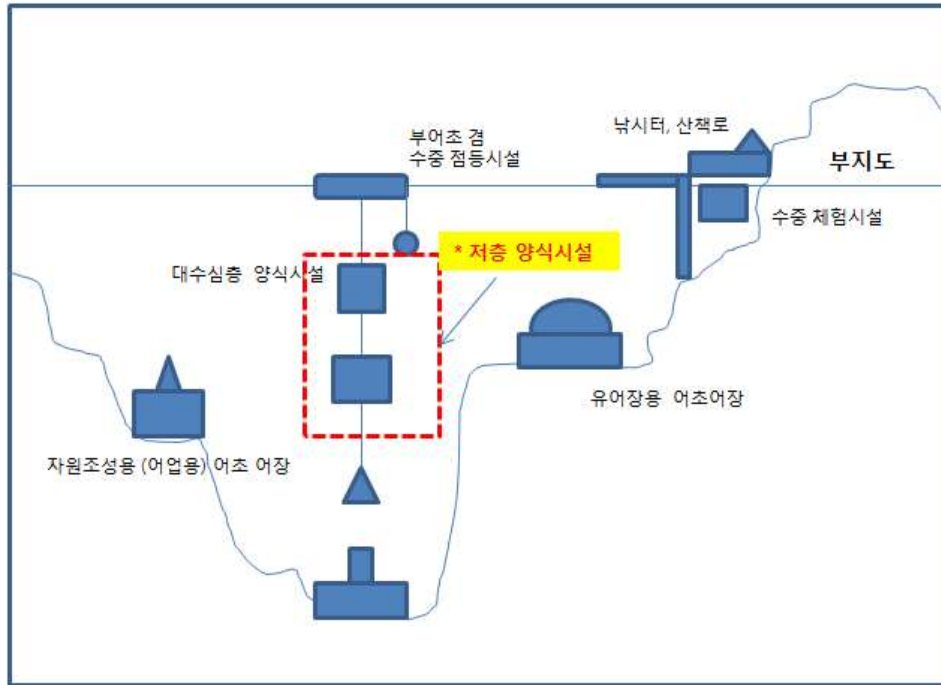 낚시터, 산책로
부어초 겸
수중 점등시설
부지도
수중 체험시설
* 저층 양식시설
대수심층 양식시설
유어장용 어초어장
자원조성용 (어업용) 어초 어장